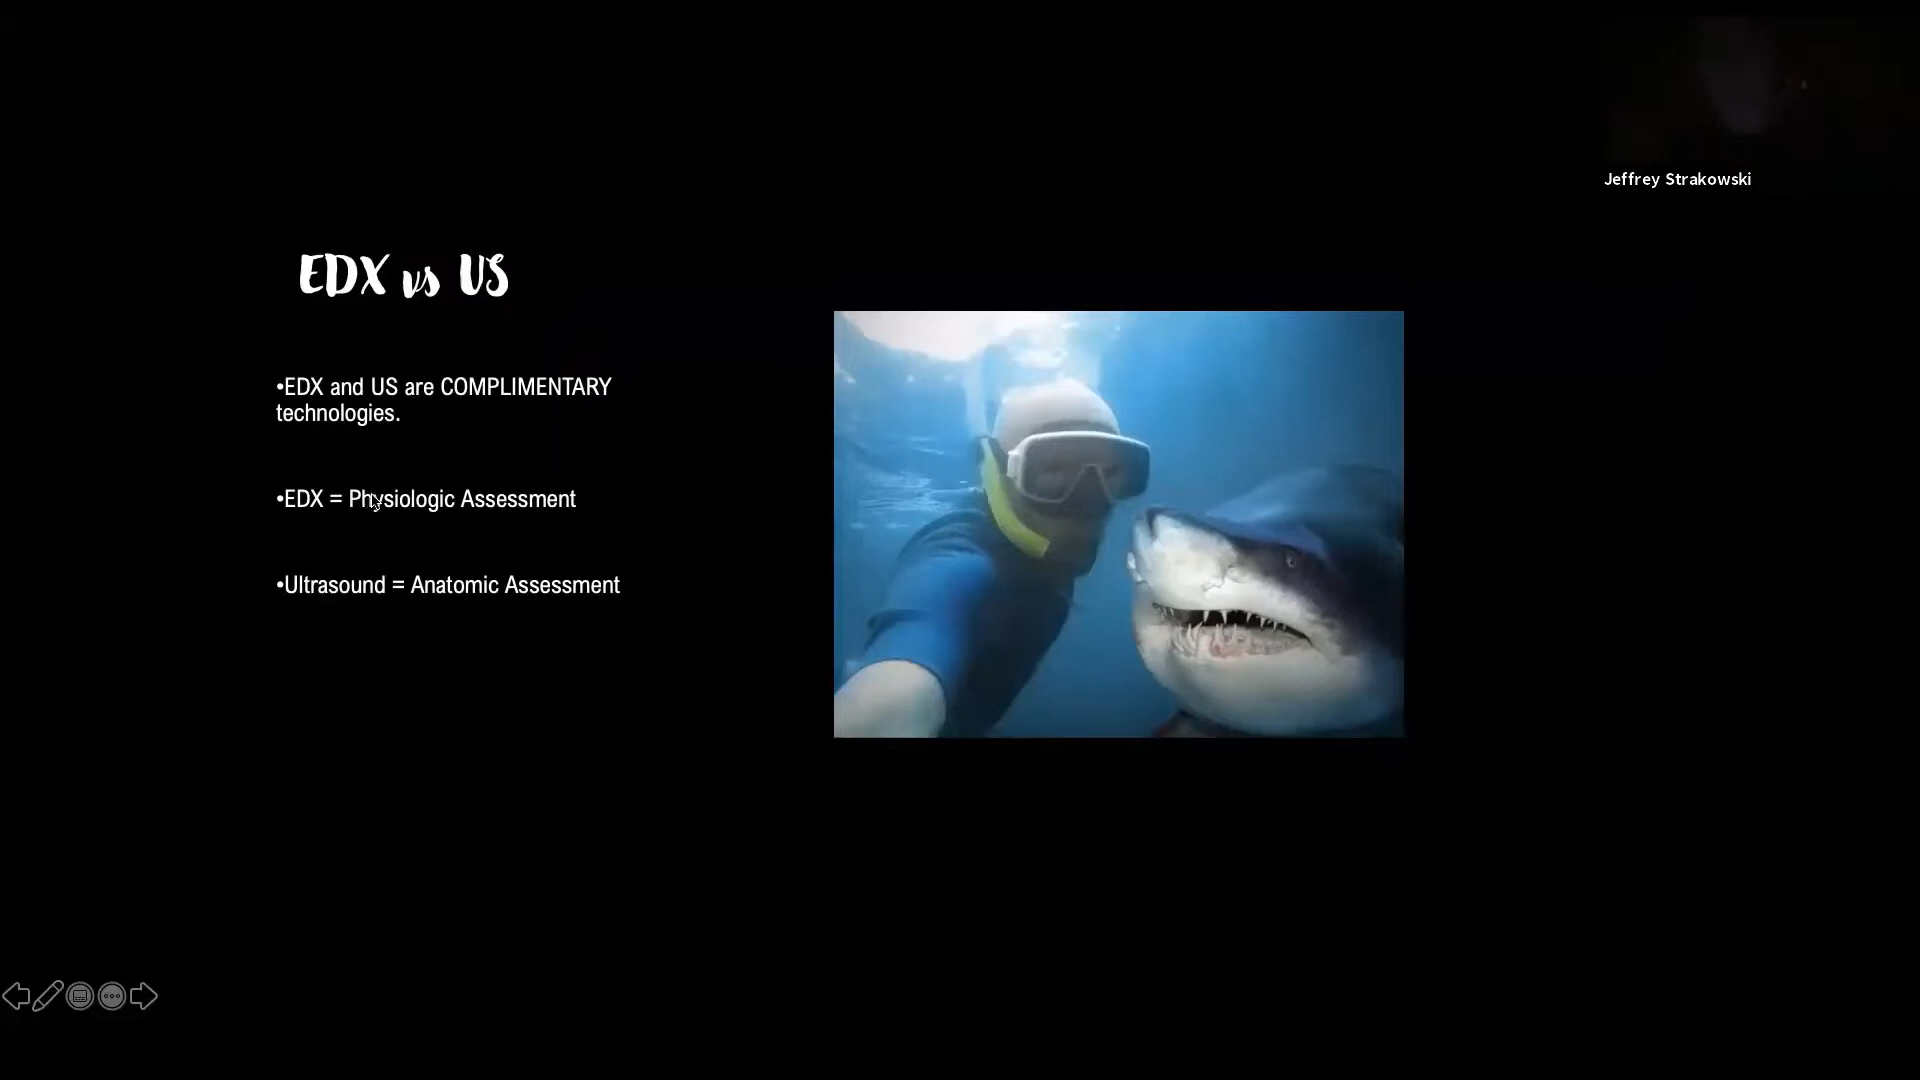 Jeffrey Strakowski
EDX vs US
•EDX and US are COMPLIMENTARY
technologies.
•EDX = Physiologic Assessment
•Ultrasound = Anatomic Assessment